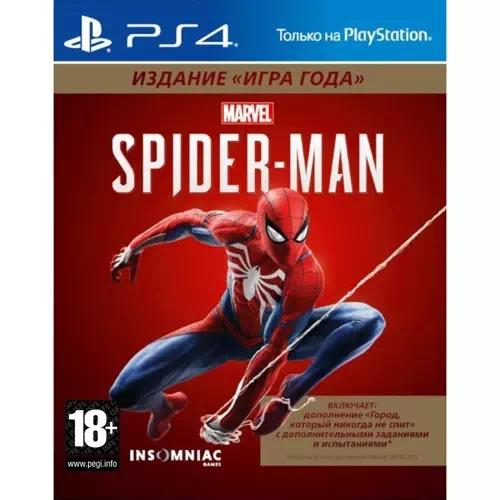 PS4
Только на PlayStation®
ИЗДАНИЕ «ИГРА ГОДА»
MARVEL
SPIDER-MAN
ВКЛЮЧАЕТ:
дополнение «Город,
который никогда не спит»
с дополнительными заданиями
и испытаниями*
18+
www.pegi.info
INSOMNIAC
GAMES